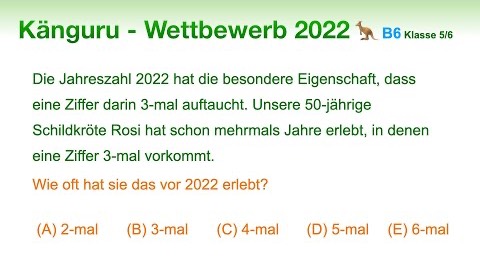 Känguru - Wettbewerb 2022 🦘 B6 Klasse 5/6
Die Jahreszahl 2022 hat die besondere Eigenschaft, dass
eine Ziffer darin 3-mal auftaucht. Unsere 50-jährige
Schildkröte Rosi hat schon mehrmals Jahre erlebt, in denen
eine Ziffer 3-mal vorkommt.
Wie oft hat sie das vor 2022 erlebt?
(A) 2-mal (B) 3-mal (C) 4-mal (D) 5-mal (E) 6-mal